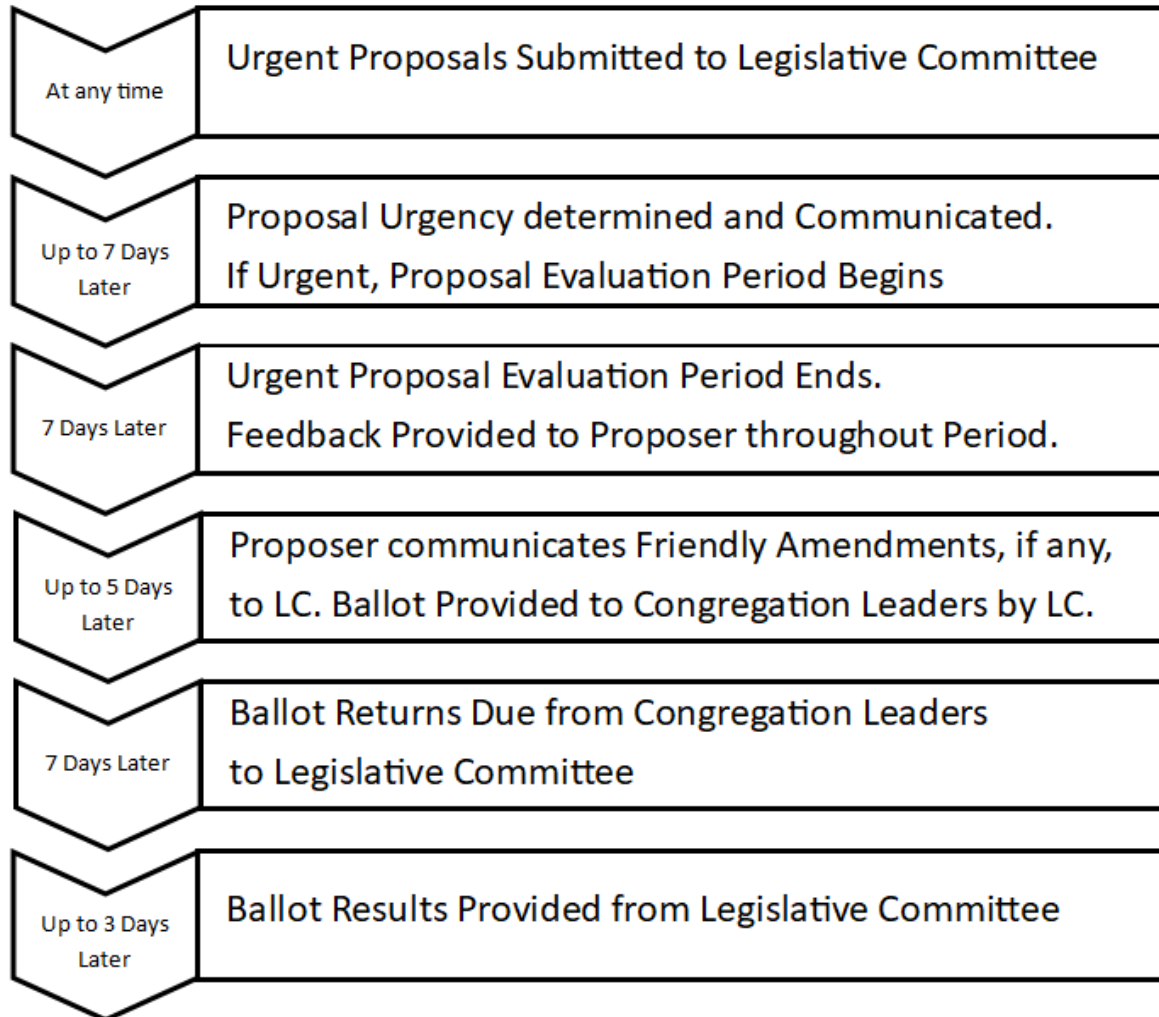 At any time
Urgent Proposals Submitted to Legislative Committee
Up to 7 Days
Later
Proposal Urgency determined and Communicated.
If Urgent, Proposal Evaluation Period Begins
7 Days Later
Urgent Proposal Evaluation Period Ends.
Feedback Provided to Proposer throughout Period.
Up to 5 Days
Later
Proposer communicates Friendly Amendments, if any,
to LC. Ballot Provided to Congregation Leaders by LC.
7 Days Later
Ballot Returns Due from Congregation Leaders
to Legislative Committee
Up to 3 Days
Later
Ballot Results Provided from Legislative Committee